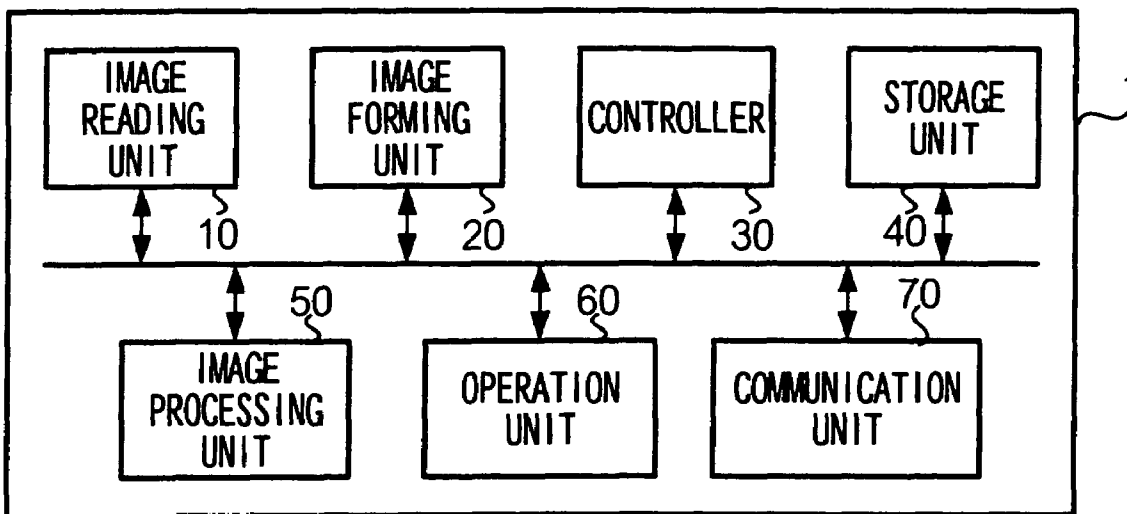 IMAGE
READING
UNIT
IMAGE
FORMING
UNIT
CONTROLLER
STORAGE
UNIT
10
20
30
40
50
60
70
IMAGE
PROCESSING
UNIT
OPERATION
UNIT
COMMUNICATION
UNIT